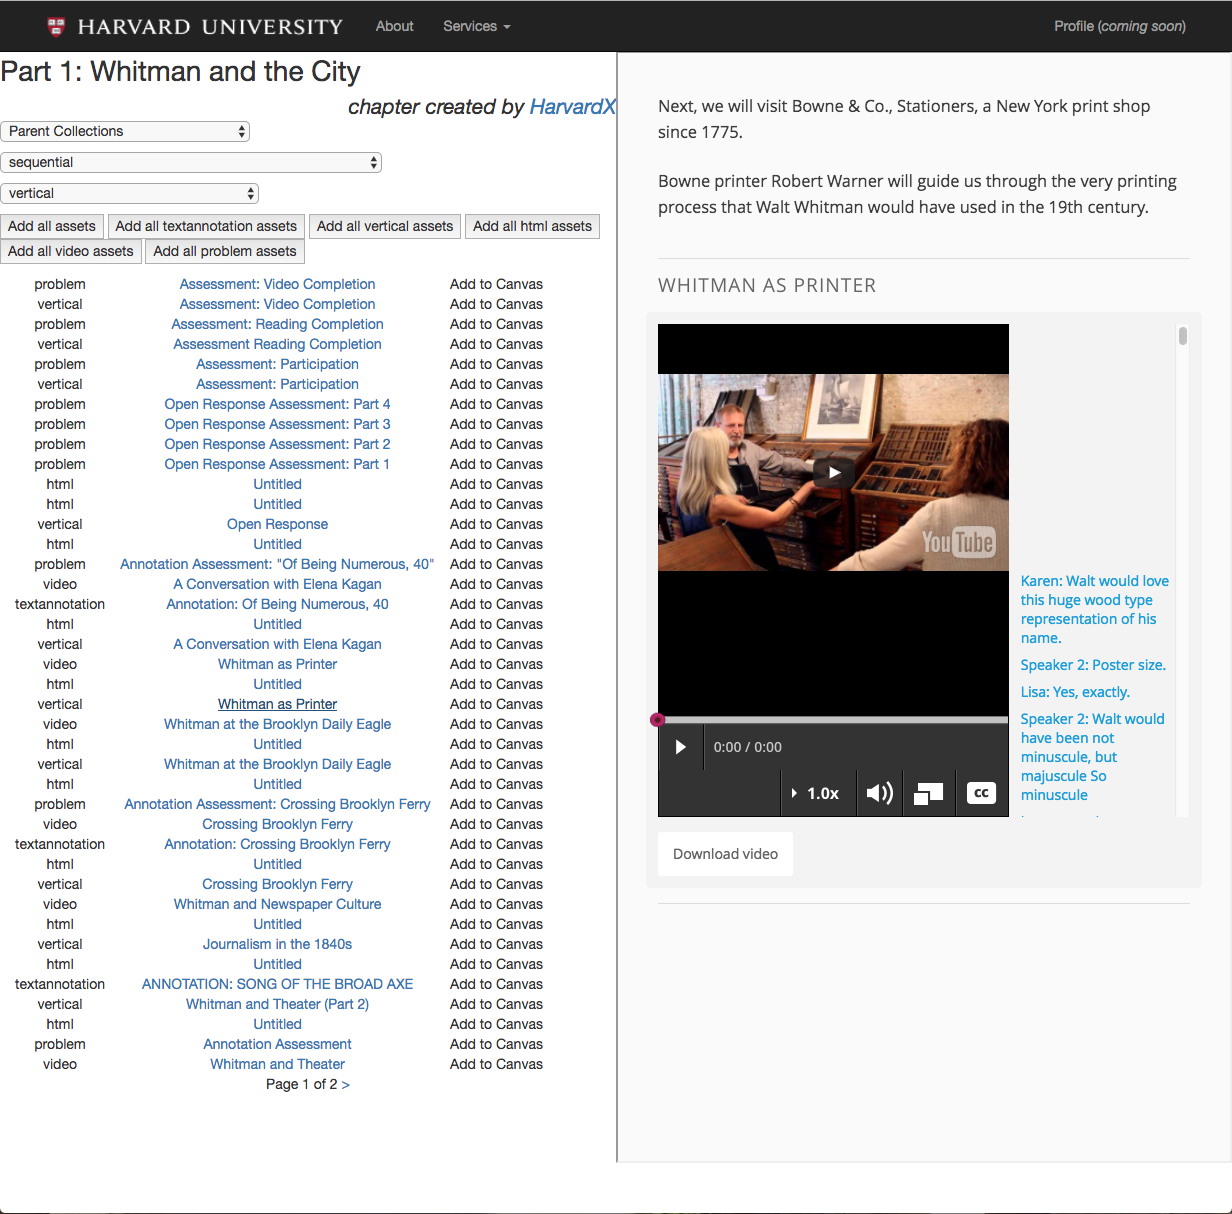 HARVARD UNIVERSITY
About
Services
Profile (coming soon)
Part 1: Whitman and the City
chapter created by HarvardX
Parent Collections
sequential
vertical
Add all assets Add all textannotation assets Add all vertical assets Add all html assets
Add all video assets Add all problem assets
problem Assessment: Video Completion Add to Canvas
vertical Assessment: Video Completion Add to Canvas
problem Assessment: Reading Completion Add to Canvas
vertical Assessment Reading Completion Add to Canvas
problem Assessment: Participation Add to Canvas
vertical Assessment: Participation Add to Canvas
problem Open Response Assessment: Part 4 Add to Canvas
problem Open Response Assessment: Part 3 Add to Canvas
problem Open Response Assessment: Part 2 Add to Canvas
problem Open Response Assessment: Part 1 Add to Canvas
html Untitled Add to Canvas
html Untitled Add to Canvas
vertical Open Response Add to Canvas
html Untitled Add to Canvas
problem Annotation Assessment: "Of Being Numerous, 40" Add to Canvas
video A Conversation with Elena Kagan Add to Canvas
textannotation Annotation: Of Being Numerous, 40 Add to Canvas
html Untitled Add to Canvas
vertical A Conversation with Elena Kagan Add to Canvas
video Whitman as Printer Add to Canvas
html Untitled Add to Canvas
vertical Whitman as Printer Add to Canvas
video Whitman at the Brooklyn Daily Eagle Add to Canvas
html Untitled Add to Canvas
vertical Whitman at the Brooklyn Daily Eagle Add to Canvas
html Untitled Add to Canvas
problem Annotation Assessment: Crossing Brooklyn Ferry Add to Canvas
video Crossing Brooklyn Ferry Add to Canvas
textannotation Annotation: Crossing Brooklyn Ferry Add to Canvas
html Untitled Add to Canvas
vertical Crossing Brooklyn Ferry Add to Canvas
video Whitman and Newspaper Culture Add to Canvas
html Untitled Add to Canvas
vertical Journalism in the 1840s Add to Canvas
html Untitled Add to Canvas
textannotation ANNOTATION: SONG OF THE BROAD AXE Add to Canvas
vertical Whitman and Theater (Part 2) Add to Canvas
html Untitled Add to Canvas
problem Annotation Assessment Add to Canvas
video Whitman and Theater Add to Canvas
Page 1 of 2 >
Next, we will visit Bowne & Co., Stationers, a New York print shop
since 1775.
Bowne printer Robert Warner will guide us through the very printing
process that Walt Whitman would have used in the 19th century.
WHITMAN AS PRINTER
YouTube
0:00 / 0:00
1.0x
CC
Karen: Walt would love
this huge wood type
representation of his
name.
Speaker 2: Poster size.
Lisa: Yes, exactly.
Speaker 2: Walt would
have been not
minuscule, but
majuscule So
minuscule
Download video